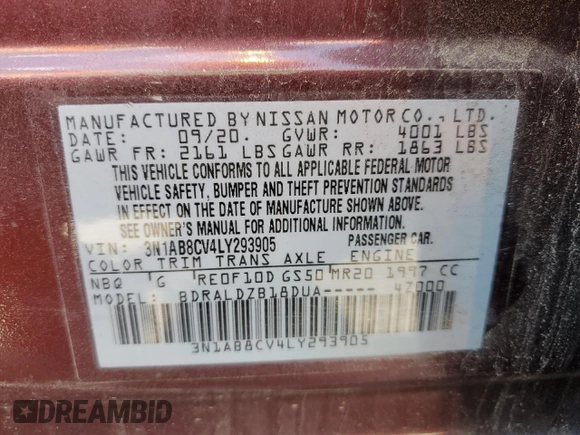 MANUFACTURED BY NISSAN MOTOR CO., LTD.
DATE: 09/20. GVWR: 4001 LBS
GAWR FR: 2161 LBS GAWR RR: 1863 LBS
THIS VEHICLE CONFORMS TO ALL APPLICABLE FEDERAL MOTOR
VEHICLE SAFETY, BUMPER AND THEFT PREVENTION STANDARDS
IN EFFECT ON THE DATE OF MANUFACTURE SHOWN ABOVE.
SEE OWNER'S MANUAL FOR ADDITIONAL INFORMATION.
VIN: 3N1AB8CV4LY293905 PASSENGER CAR.
COLOR TRIM TRANS AXLE ENGINE
NBQ G RE0F10D GS50 MR20 1997 CC
MODEL: BDRALDZB18DUA----- 4Z000
3N1AB8CV4LY293905
DREAMBID